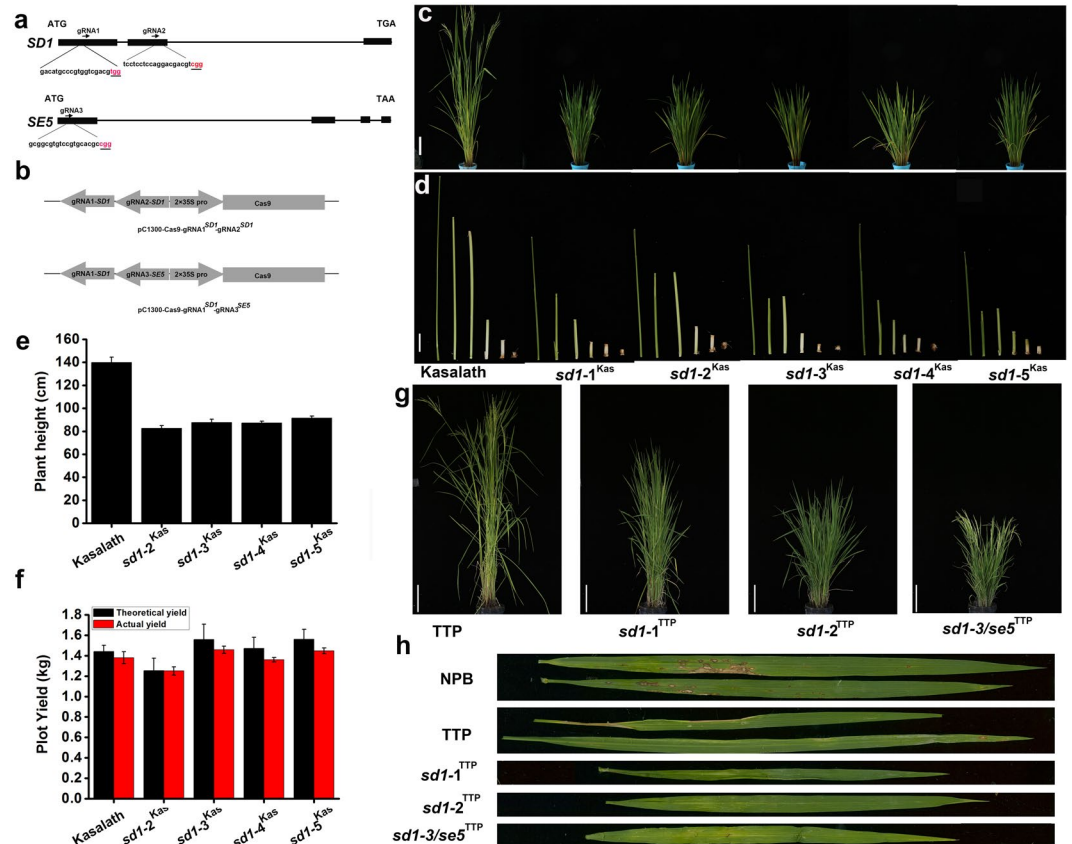 a
ATG
gRNA1
gRNA2
TGA
SD1
gacatgcccgtggtcgacgtgg
tcctcctccaggacgacgtcgg
ATG
gRNA3
TAA
SE5
gcggcgtgtccgtgcacgccgg
b
gRNA1-SD1 gRNA2-SD1 2×35S pro Cas9
pC1300-Cas9-gRNA1SD1-gRNA2SD1
gRNA1-SD1 gRNA3-SE5 2×35S pro Cas9
pC1300-Cas9-gRNA1SD1-gRNA3SE5
c
d
Kasalath sd1-1Kas sd1-2Kas sd1-3Kas sd1-4Kas sd1-5Kas
e
Plant height (cm)
160
140
120
100
80
60
40
20
0
Kasalath sd1-2Kas sd1-3Kas sd1-4Kas sd1-5Kas
f
Plot Yield (kg)
Theoretical yield
Actual yield
1.8
1.6
1.4
1.2
1.0
0.8
0.6
0.4
0.2
0.0
Kasalath sd1-2Kas sd1-3Kas sd1-4Kas sd1-5Kas
g
TTP sd1-1TTP sd1-2TTP sd1-3/se5TTP
h
NPB
TTP
sd1-1TTP
sd1-2TTP
sd1-3/se5TTP